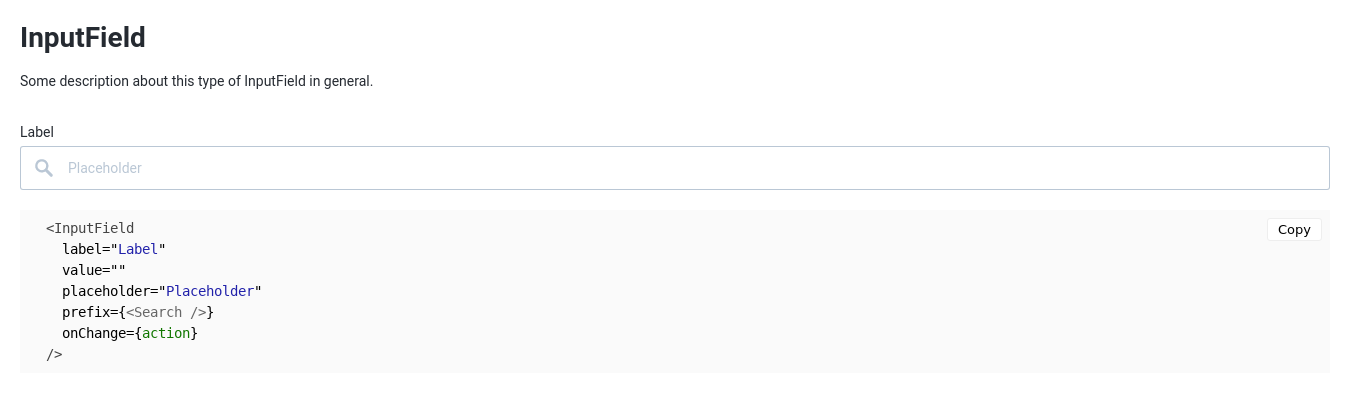 InputField
Some description about this type of InputField in general.
Label
Placeholder
<InputField
Copy
label="Label"
value=""
placeholder="Placeholder"
prefix={<Search />}
onChange={action}
/>